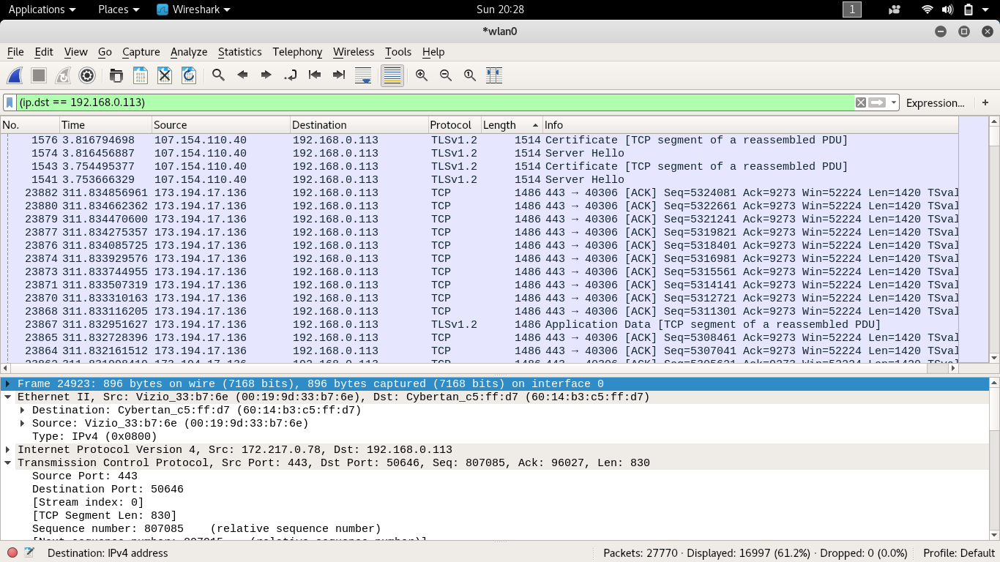 Applications Places Wireshark Sun 20:28 1
*wlan0
File Edit View Go Capture Analyze Statistics Telephony Wireless Tools Help
(ip.dst == 192.168.0.113) Expression... +
No. Time Source Destination Protocol Length Info
1576 3.816794698 107.154.110.40 192.168.0.113 TLSv1.2 1514 Certificate [TCP segment of a reassembled PDU]
1574 3.816456887 107.154.110.40 192.168.0.113 TLSv1.2 1514 Server Hello
1543 3.754495377 107.154.110.40 192.168.0.113 TLSv1.2 1514 Certificate [TCP segment of a reassembled PDU]
1541 3.753666329 107.154.110.40 192.168.0.113 TLSv1.2 1514 Server Hello
23882 311.834856961 173.194.17.136 192.168.0.113 TCP 1486 443 → 40306 [ACK] Seq=5324081 Ack=9273 Win=52224 Len=1420 TSval
23880 311.834662362 173.194.17.136 192.168.0.113 TCP 1486 443 → 40306 [ACK] Seq=5322661 Ack=9273 Win=52224 Len=1420 TSval
23879 311.834470600 173.194.17.136 192.168.0.113 TCP 1486 443 → 40306 [ACK] Seq=5321241 Ack=9273 Win=52224 Len=1420 TSval
23877 311.834275357 173.194.17.136 192.168.0.113 TCP 1486 443 → 40306 [ACK] Seq=5319821 Ack=9273 Win=52224 Len=1420 TSval
23876 311.834085725 173.194.17.136 192.168.0.113 TCP 1486 443 → 40306 [ACK] Seq=5318401 Ack=9273 Win=52224 Len=1420 TSval
23874 311.833929576 173.194.17.136 192.168.0.113 TCP 1486 443 → 40306 [ACK] Seq=5316981 Ack=9273 Win=52224 Len=1420 TSval
23873 311.833744955 173.194.17.136 192.168.0.113 TCP 1486 443 → 40306 [ACK] Seq=5315561 Ack=9273 Win=52224 Len=1420 TSval
23871 311.833507319 173.194.17.136 192.168.0.113 TCP 1486 443 → 40306 [ACK] Seq=5314141 Ack=9273 Win=52224 Len=1420 TSval
23870 311.833310163 173.194.17.136 192.168.0.113 TCP 1486 443 → 40306 [ACK] Seq=5312721 Ack=9273 Win=52224 Len=1420 TSval
23868 311.833116205 173.194.17.136 192.168.0.113 TCP 1486 443 → 40306 [ACK] Seq=5311301 Ack=9273 Win=52224 Len=1420 TSval
23867 311.832951627 173.194.17.136 192.168.0.113 TLSv1.2 1486 Application Data [TCP segment of a reassembled PDU]
23865 311.832728396 173.194.17.136 192.168.0.113 TCP 1486 443 → 40306 [ACK] Seq=5308461 Ack=9273 Win=52224 Len=1420 TSval
23864 311.832161512 173.194.17.136 192.168.0.113 TCP 1486 443 → 40306 [ACK] Seq=5307041 Ack=9273 Win=52224 Len=1420 TSval
Frame 24923: 896 bytes on wire (7168 bits), 896 bytes captured (7168 bits) on interface 0
Ethernet II, Src: Vizio_33:b7:6e (00:19:9d:33:b7:6e), Dst: Cybertan_c5:ff:d7 (60:14:b3:c5:ff:d7)
Destination: Cybertan_c5:ff:d7 (60:14:b3:c5:ff:d7)
Source: Vizio_33:b7:6e (00:19:9d:33:b7:6e)
Type: IPv4 (0x0800)
Internet Protocol Version 4, Src: 172.217.0.78, Dst: 192.168.0.113
Transmission Control Protocol, Src Port: 443, Dst Port: 50646, Seq: 807085, Ack: 96027, Len: 830
Source Port: 443
Destination Port: 50646
[Stream index: 0]
[TCP Segment Len: 830]
Sequence number: 807085 (relative sequence number)
Destination: IPv4 address Packets: 27770 · Displayed: 16997 (61.2%) · Dropped: 0 (0.0%) Profile: Default